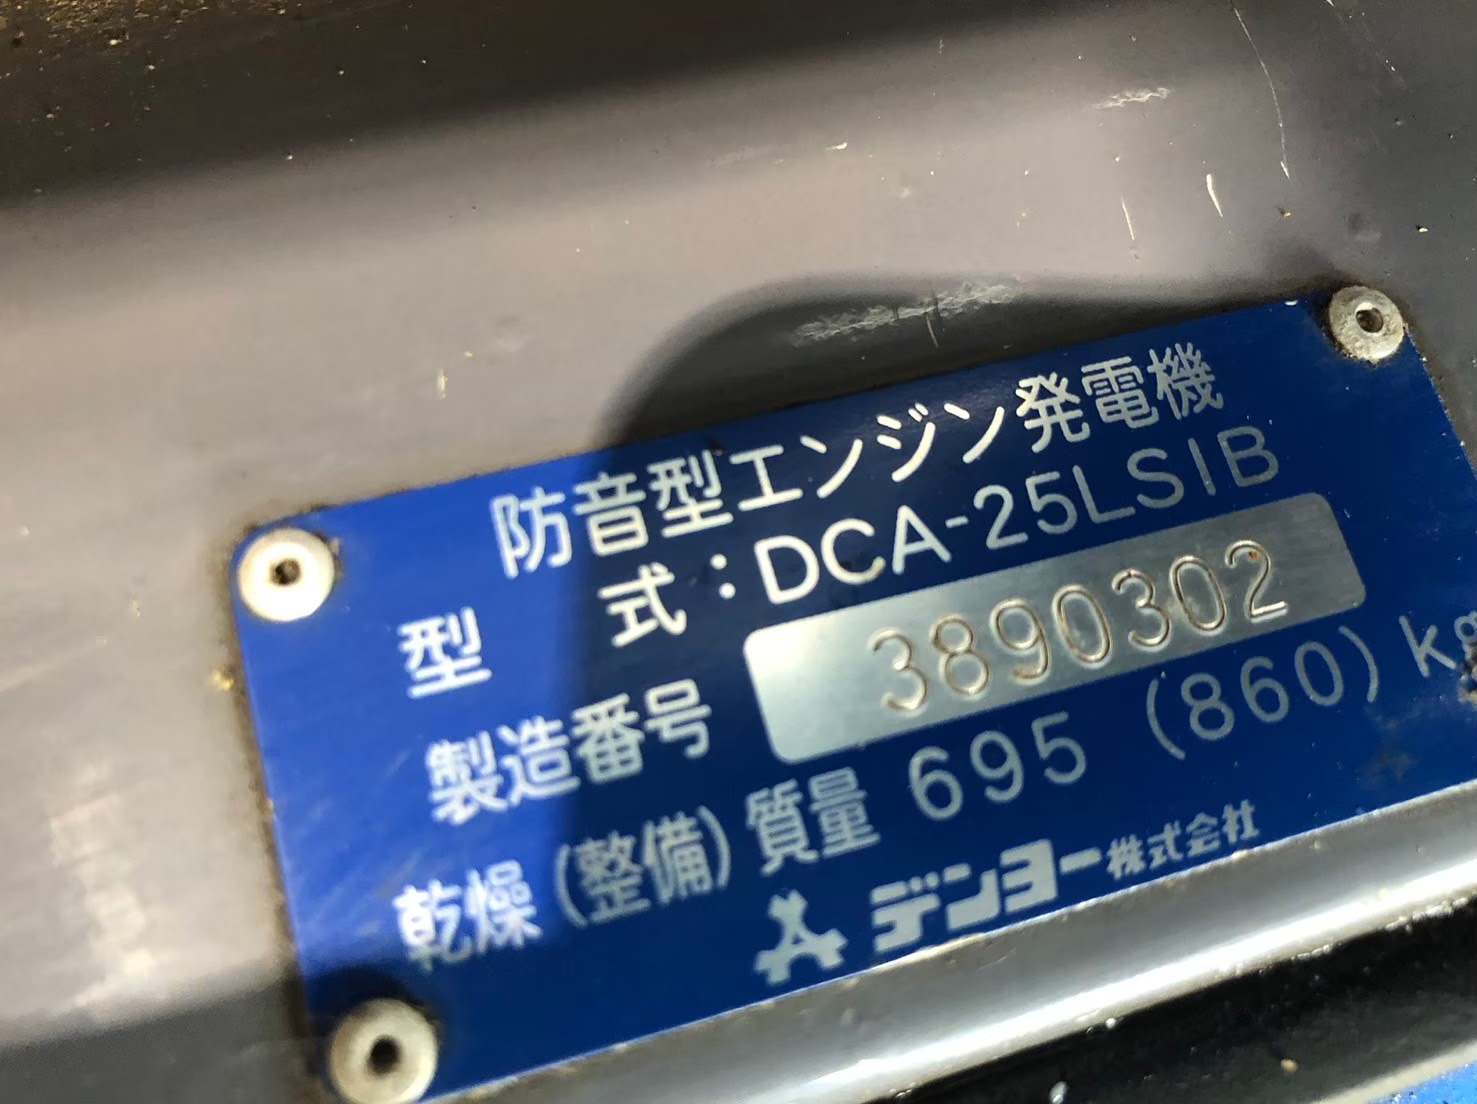 防音型エンジン発電機
型 式:DCA-25LSIB
製造番号 3890302
乾燥(整備)質量 695 (860) kg
デンヨー株式会社